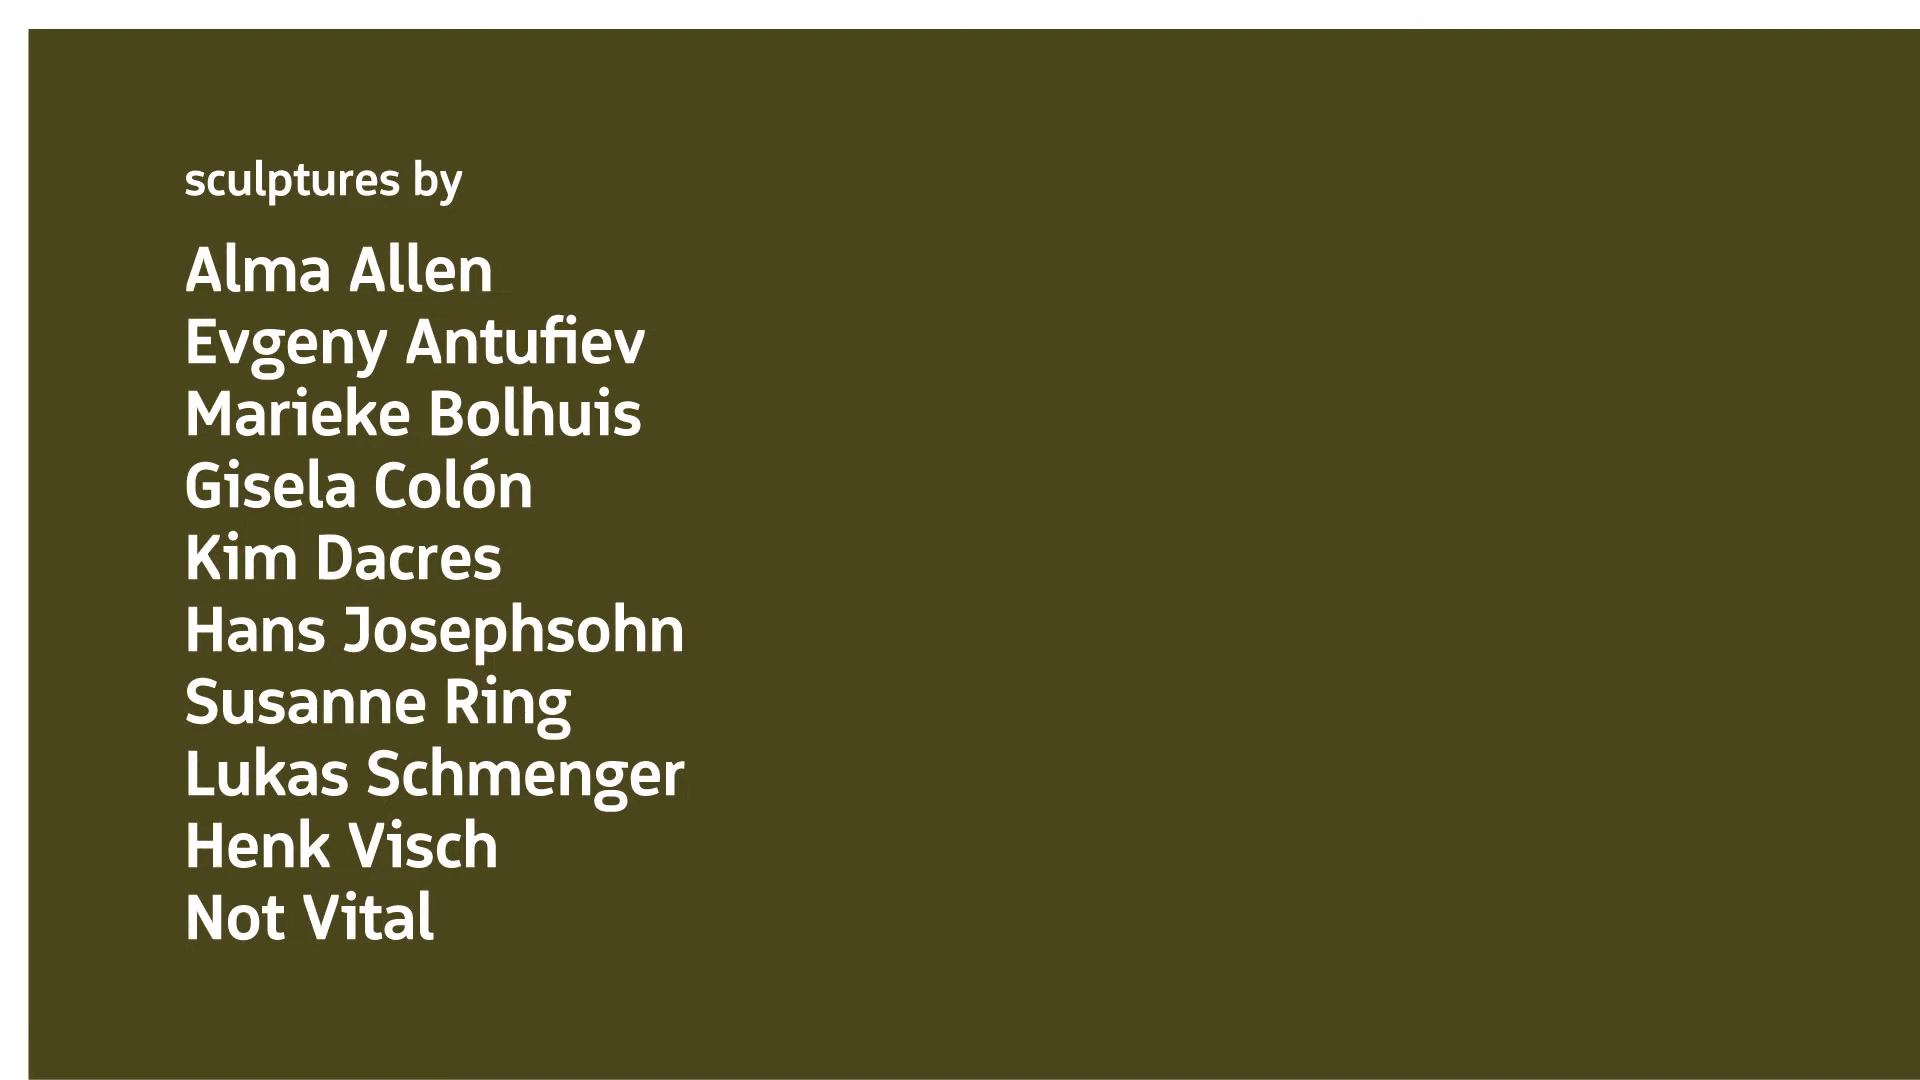 sculptures by
Alma Allen
Evgeny Antufiev
Marieke Bolhuis
Gisela Colón
Kim Dacres
Hans Josephsohn
Susanne Ring
Lukas Schmenger
Henk Visch
Not Vital